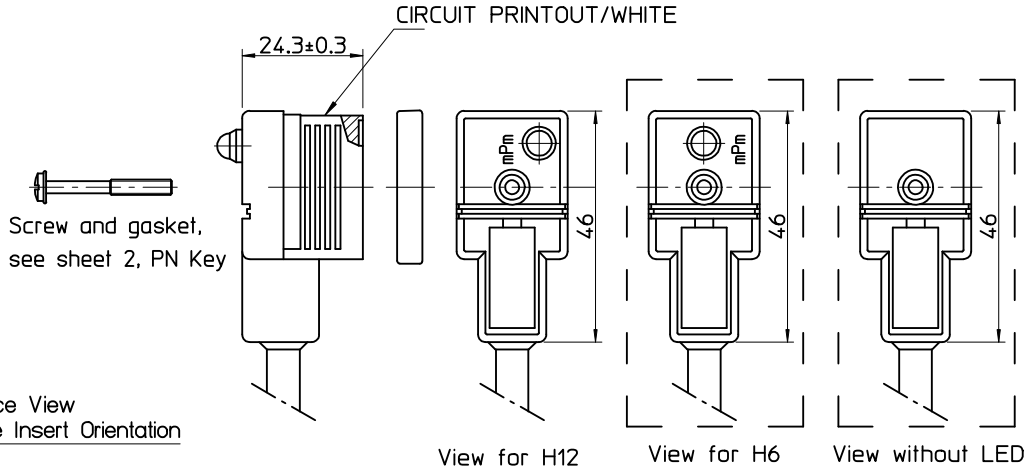 CIRCUIT PRINTOUT/WHITE
24.3±0.3
mPm
mPm
46
46
46
Screw and gasket,
see sheet 2, PN Key
View
Insert Orientation
View for H12
View for H6
View without LED